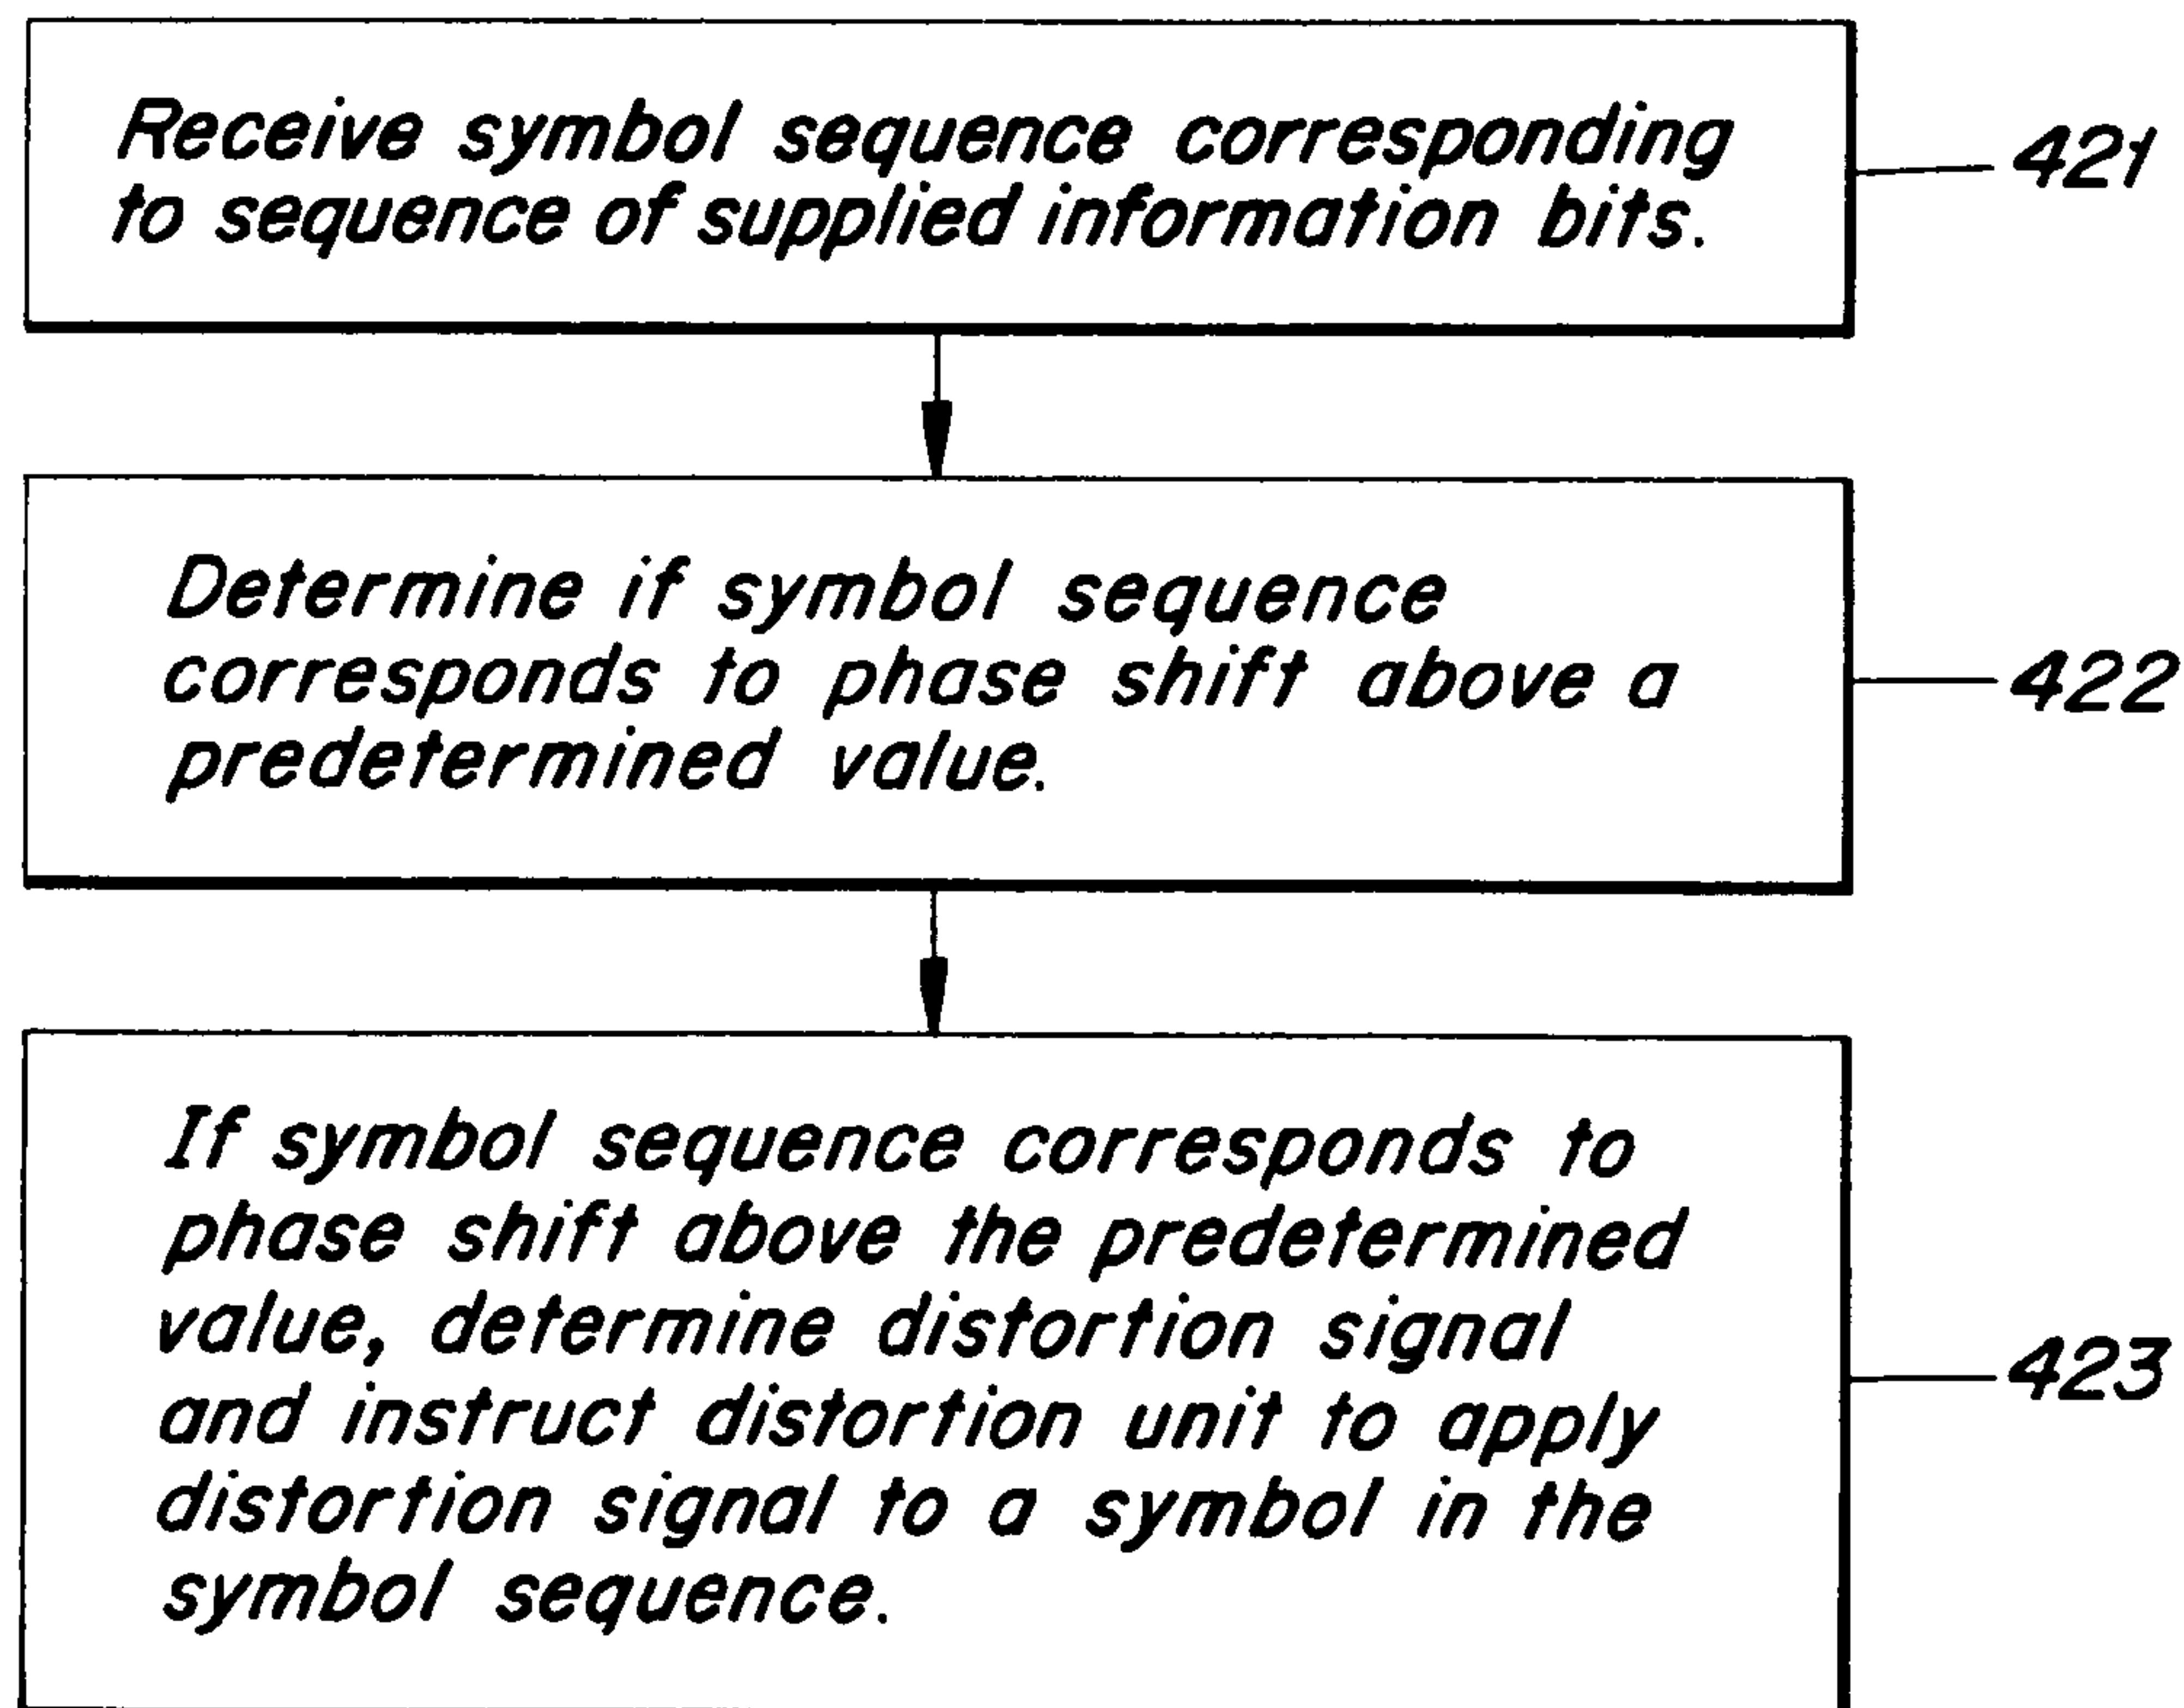 Receive symbol sequence corresponding
to sequence of supplied information bits.
421
Determine if symbol sequence
corresponds to phase shift above a
predetermined value.
422
If symbol sequence corresponds to
phase shift above the predetermined
value, determine distortion signal
and instruct distortion unit to apply
distortion signal to a symbol in the
symbol sequence.
423